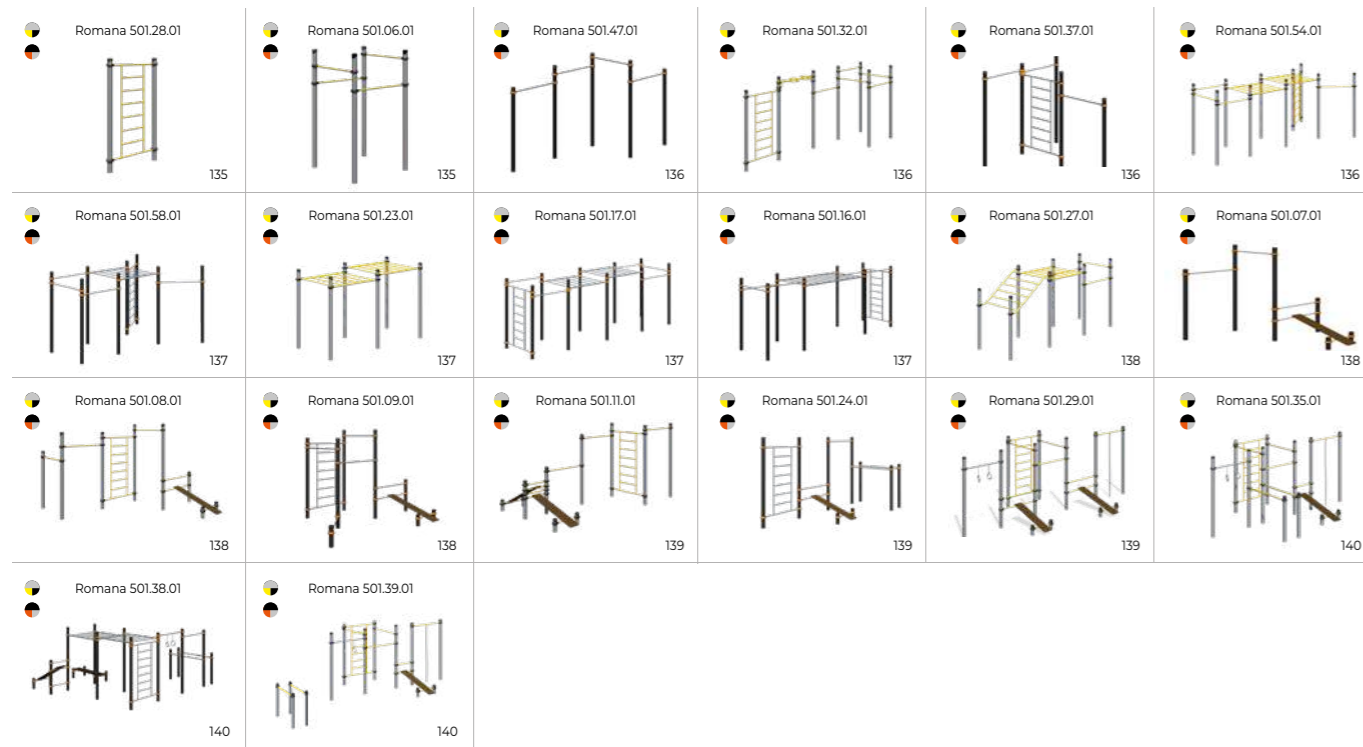 Romana 501.28.01
135
Romana 501.06.01
135
Romana 501.47.01
136
Romana 501.32.01
136
Romana 501.37.01
136
Romana 501.54.01
136
Romana 501.58.01
137
Romana 501.23.01
137
Romana 501.17.01
137
Romana 501.16.01
137
Romana 501.27.01
138
Romana 501.07.01
138
Romana 501.08.01
138
Romana 501.09.01
138
Romana 501.11.01
139
Romana 501.24.01
139
Romana 501.29.01
139
Romana 501.35.01
140
Romana 501.38.01
140
Romana 501.39.01
140